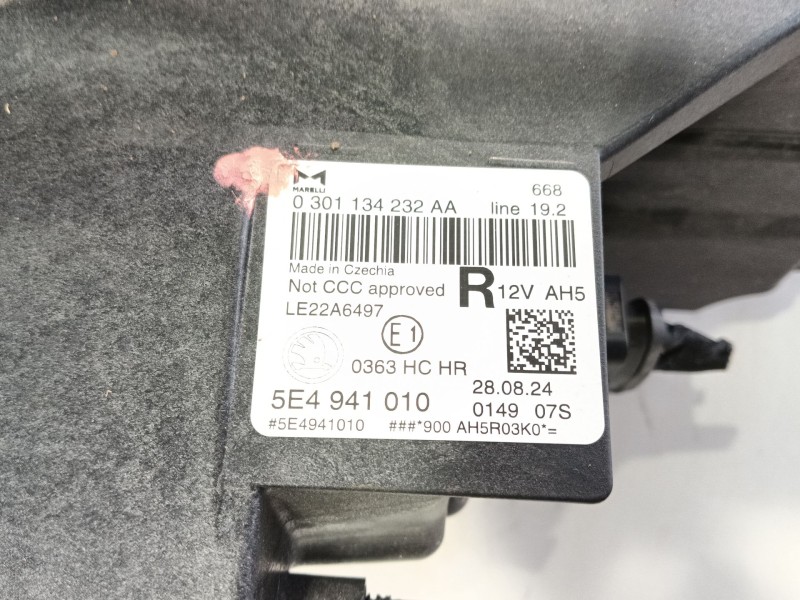 MARELLI
668
0 301 134 232 AA line 19.2
Made in Czechia
Not CCC approved R 12V AH5
LE22A6497
E1
0363 HC HR
28.08.24
5E4 941 010 0149 07S
#5E4941010 ###*900 AH5R03K0*=